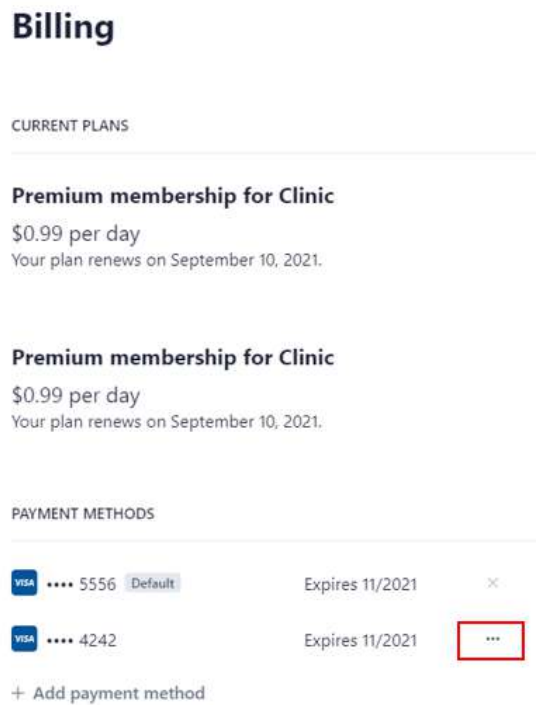 Billing
CURRENT PLANS
Premium membership for Clinic
$0.99 per day
Your plan renews on September 10, 2021.
Premium membership for Clinic
$0.99 per day
Your plan renews on September 10, 2021.
PAYMENT METHODS
VISA •••• 5556 Default Expires 11/2021 ×
VISA •••• 4242 Expires 11/2021 •••
+ Add payment method